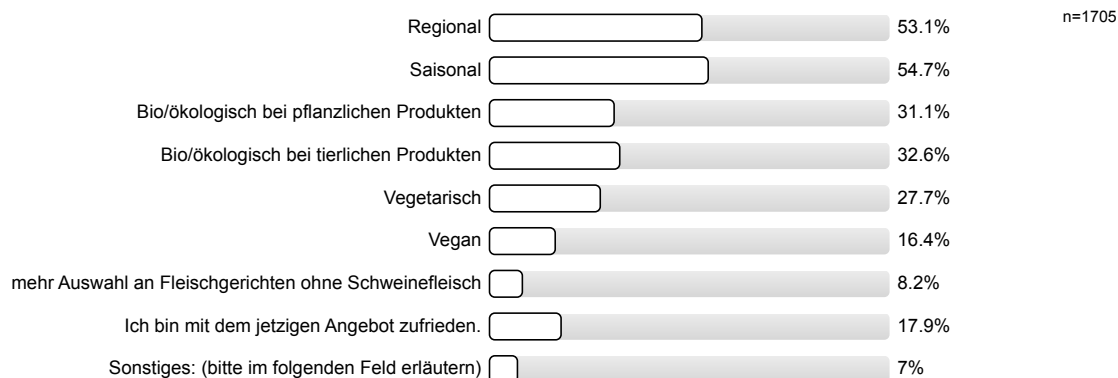 Regional 53.1% n=1705
Saisonal 54.7%
Bio/ökologisch bei pflanzlichen Produkten 31.1%
Bio/ökologisch bei tierlichen Produkten 32.6%
Vegetarisch 27.7%
Vegan 16.4%
mehr Auswahl an Fleischgerichten ohne Schweinefleisch 8.2%
Ich bin mit dem jetzigen Angebot zufrieden. 17.9%
Sonstiges: (bitte im folgenden Feld erläutern) 7%